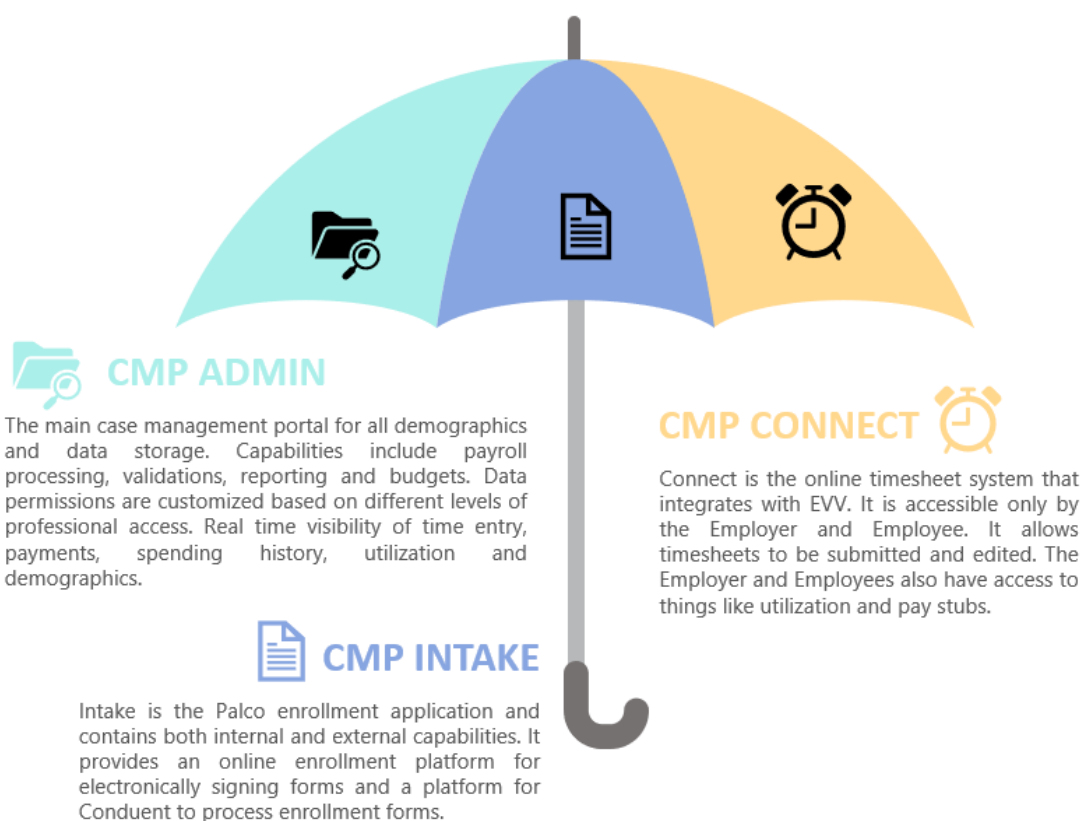 CMP ADMIN
The main case management portal for all demographics
and data storage. Capabilities include payroll
processing, validations, reporting and budgets. Data
permissions are customized based on different levels of
professional access. Real time visibility of time entry,
payments, spending history, utilization and
demographics.
CMP CONNECT
Connect is the online timesheet system that
integrates with EVV. It is accessible only by
the Employer and Employee. It allows
timesheets to be submitted and edited. The
Employer and Employees also have access to
things like utilization and pay stubs.
CMP INTAKE
Intake is the Palco enrollment application and
contains both internal and external capabilities. It
provides an online enrollment platform for
electronically signing forms and a platform for
Conduent to process enrollment forms.